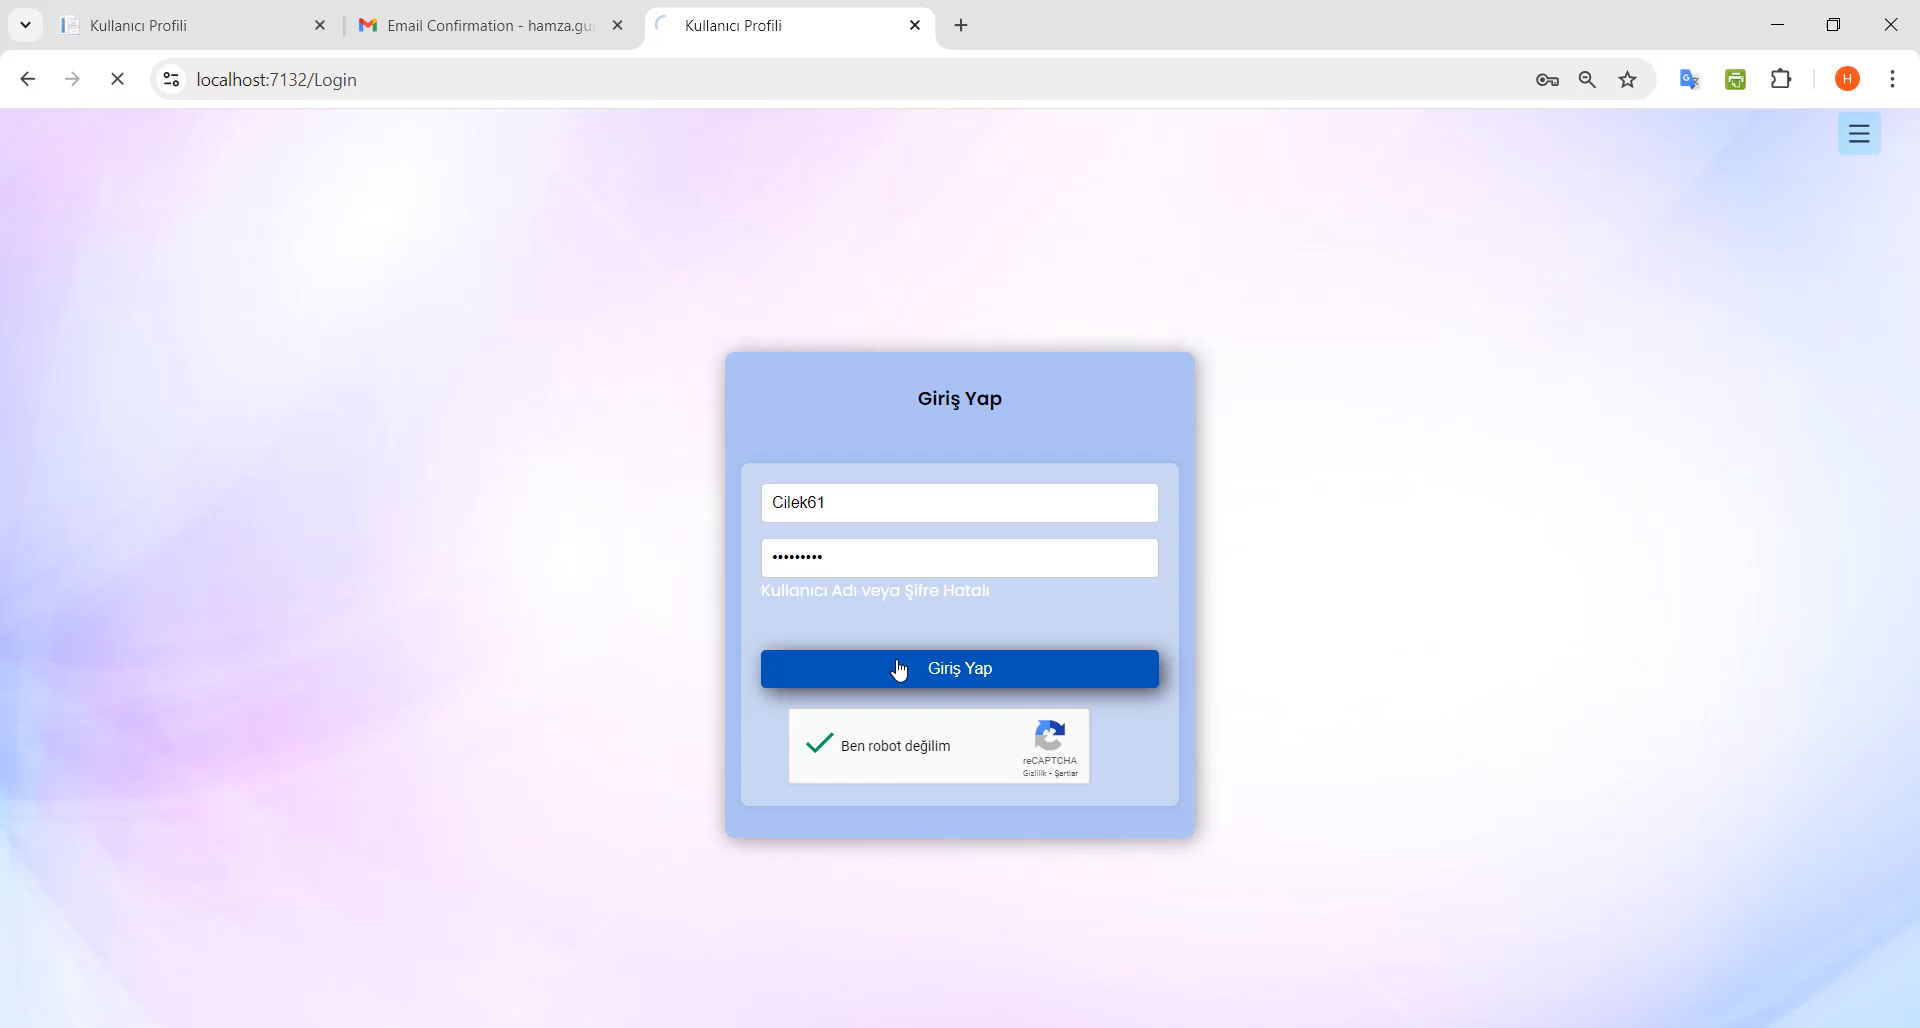 Kullanıcı Profili
Email Confirmation - hamza.gu
Kullanıcı Profili
localhost:7132/Login
H
Giriş Yap
Cilek61
•••••••••
Kullanıcı Adı veya Şifre Hatalı
Giriş Yap
Ben robot değilim
reCAPTCHA
Gizlilik - Şartlar